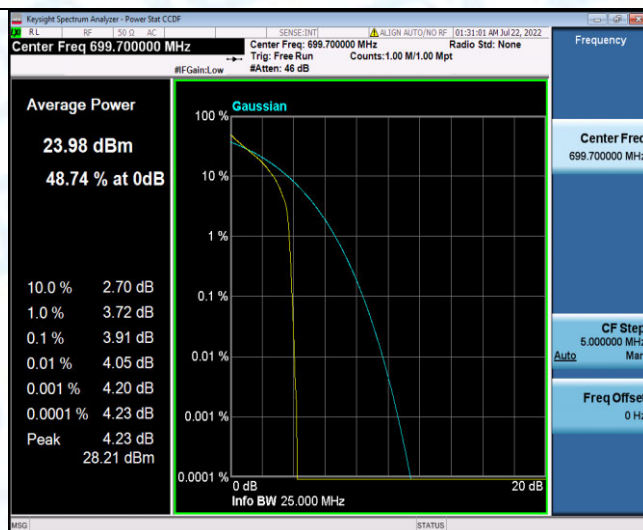 Keysight Spectrum Analyzer - Power Stat CCDF
RL RF 50 Ω AC SENSE:INT ALIGN AUTO/NO RF 01:31:01 AM Jul 22, 2022
Center Freq 699.700000 MHz
Center Freq: 699.700000 MHz Radio Std: None
Trig: Free Run Counts:1.00 M/1.00 Mpt
#IFGain:Low #Atten: 46 dB
Frequency
Average Power
23.98 dBm
48.74 % at 0dB
10.0 % 2.70 dB
1.0 % 3.72 dB
0.1 % 3.91 dB
0.01 % 4.05 dB
0.001 % 4.20 dB
0.0001 % 4.23 dB
Peak 4.23 dB
28.21 dBm
Gaussian
100 %
10 %
1 %
0.1 %
0.01 %
0.001 %
0.0001 %
0 dB 20 dB
Info BW 25.000 MHz
Center Freq
699.700000 MHz
CF Step
5.000000 MHz
Auto Man
Freq Offset
0 Hz
MSG STATUS